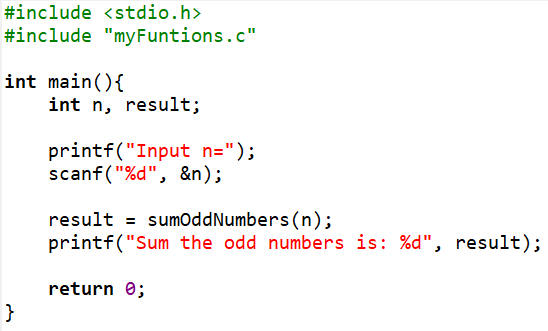 #include <stdio.h>
#include "myFuntions.c"
int main(){
int n, result;
printf("Input n=");
scanf("%d", &n);
result = sumOddNumbers(n);
printf("Sum the odd numbers is: %d", result);
return 0;
}